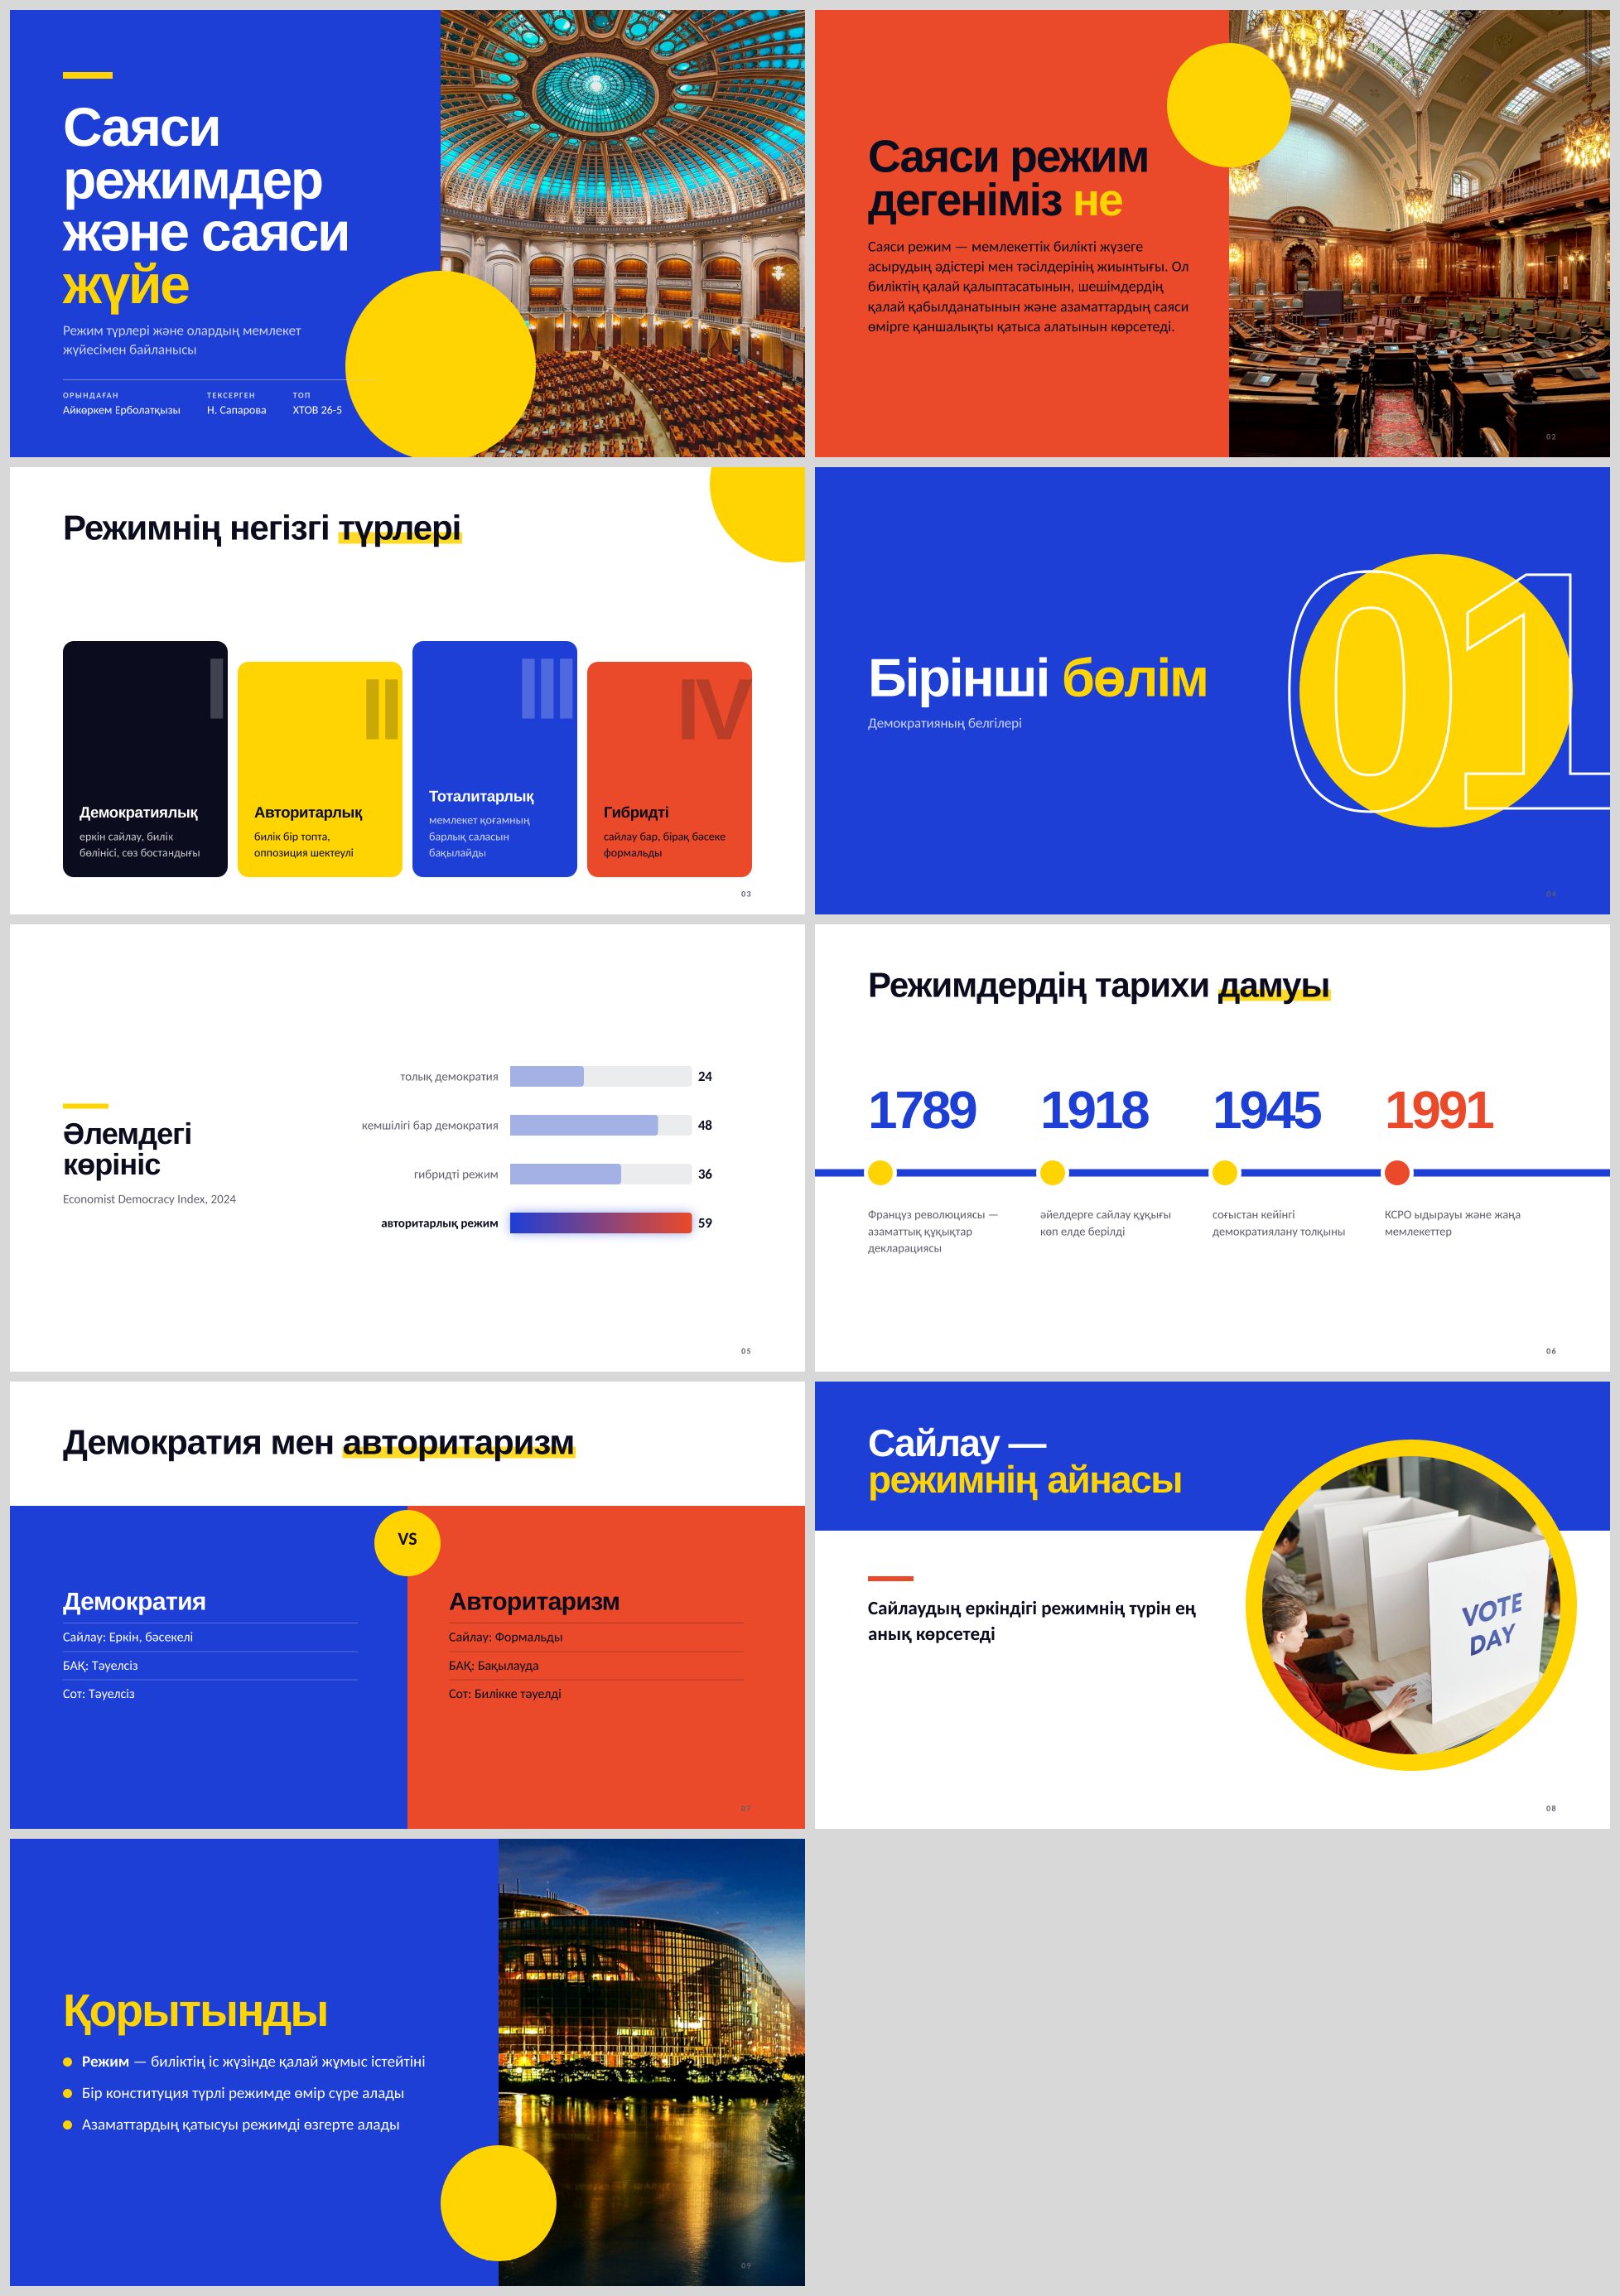 Саяси
режимдер
және саяси
жүйе
Режим түрлері және олардың мемлекет
жүйесімен байланысы
ОРЫНДАҒАН
Айкөркем Ерболатқызы
ТЕКСЕРГЕН
Н. Сапарова
ТОП
ХТОВ 26-5
Саяси режим
дегеніміз не
Саяси режим — мемлекеттік билікті жүзеге
асырудың әдістері мен тәсілдерінің жиынтығы. Ол
биліктің қалай қалыптасатынын, шешімдердің
қалай қабылданатынын және азаматтардың саяси
өмірге қаншалықты қатыса алатынын көрсетеді.
02
Режимнің негізгі түрлері
I
Демократиялық
еркін сайлау, билік
бөлінісі, сөз бостандығы
II
Авторитарлық
билік бір топта,
оппозиция шектеулі
III
Тоталитарлық
мемлекет қоғамның
барлық саласын
бақылайды
IV
Гибридті
сайлау бар, бірақ бәсеке
формальды
03
Бірінші бөлім
Демократияның белгілері
01
04
Әлемдегі
көрініс
Economist Democracy Index, 2024
толық демократия 24
кемшілігі бар демократия 48
гибридті режим 36
авторитарлық режим 59
05
Режимдердің тарихи дамуы
1789
Француз революциясы —
азаматтық құқықтар
декларациясы
1918
әйелдерге сайлау құқығы
көп елде берілді
1945
соғыстан кейінгі
демократиялану толқыны
1991
КСРО ыдырауы және жаңа
мемлекеттер
06
Демократия мен авторитаризм
VS
Демократия
Сайлау: Еркін, бәсекелі
БАҚ: Тәуелсіз
Сот: Тәуелсіз
Авторитаризм
Сайлау: Формальды
БАҚ: Бақылауда
Сот: Билікке тәуелді
07
Сайлау —
режимнің айнасы
Сайлаудың еркіндігі режимнің түрін ең
анық көрсетеді
VOTE
DAY
08
Қорытынды
Режим — биліктің іс жүзінде қалай жұмыс істейтіні
Бір конституция түрлі режимде өмір сүре алады
Азаматтардың қатысуы режимді өзгерте алады
09